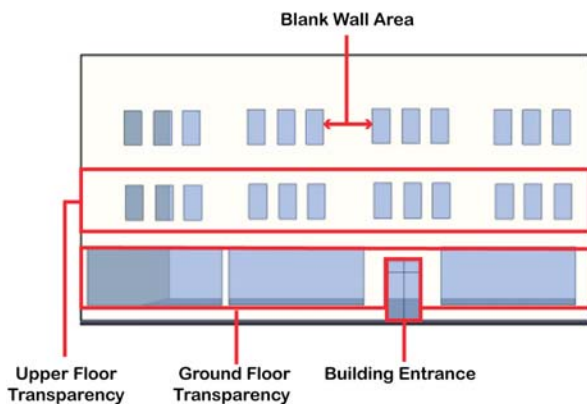 Blank Wall Area
Upper Floor
Transparency
Ground Floor
Transparency
Building Entrance